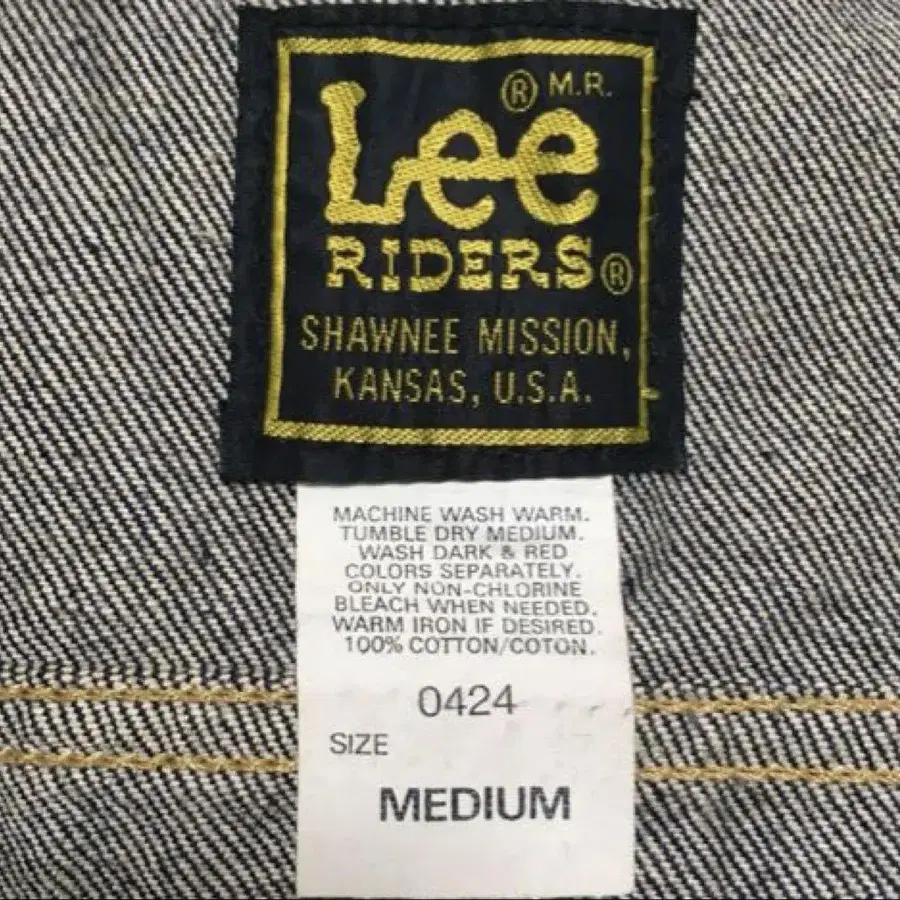 ® M.R.
Lee
RIDERS®
SHAWNEE MISSION,
KANSAS, U.S.A.
MACHINE WASH WARM.
TUMBLE DRY MEDIUM.
WASH DARK & RED
COLORS SEPARATELY.
ONLY NON-CHLORINE
BLEACH WHEN NEEDED.
WARM IRON IF DESIRED.
100% COTTON/COTON.
0424
SIZE
MEDIUM